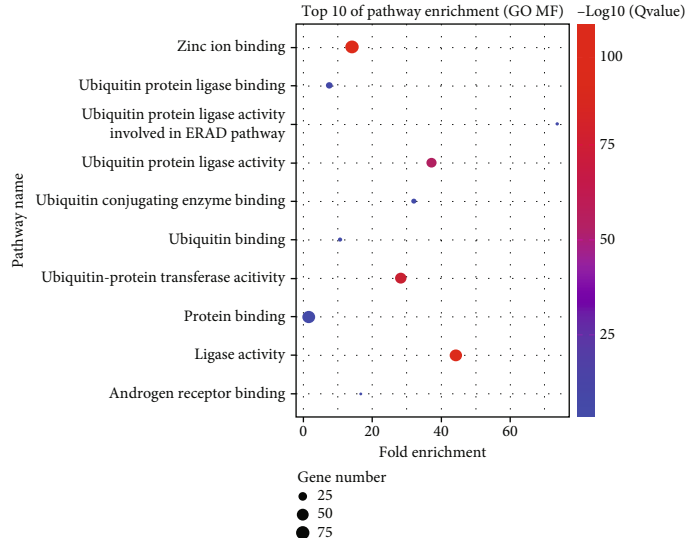 Top 10 of pathway enrichment (GO MF)
–Log10 (Qvalue)
Zinc ion binding
Ubiquitin protein ligase binding
Ubiquitin protein ligase activity
involved in ERAD pathway
Ubiquitin protein ligase activity
Ubiquitin conjugating enzyme binding
Ubiquitin binding
Ubiquitin-protein transferase acitivity
Protein binding
Ligase activity
Androgen receptor binding
Pathway name
0 20 40 60
Fold enrichment
100
75
50
25
Gene number
25
50
75